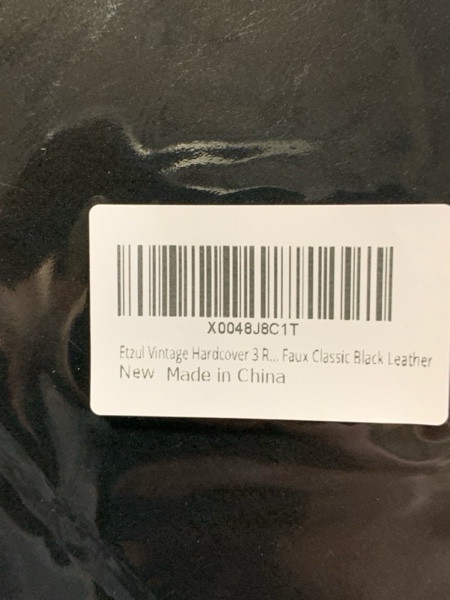 X0048J8C1T
Etzul Vintage Hardcover 3 R... Faux Classic Black Leather
New Made in China